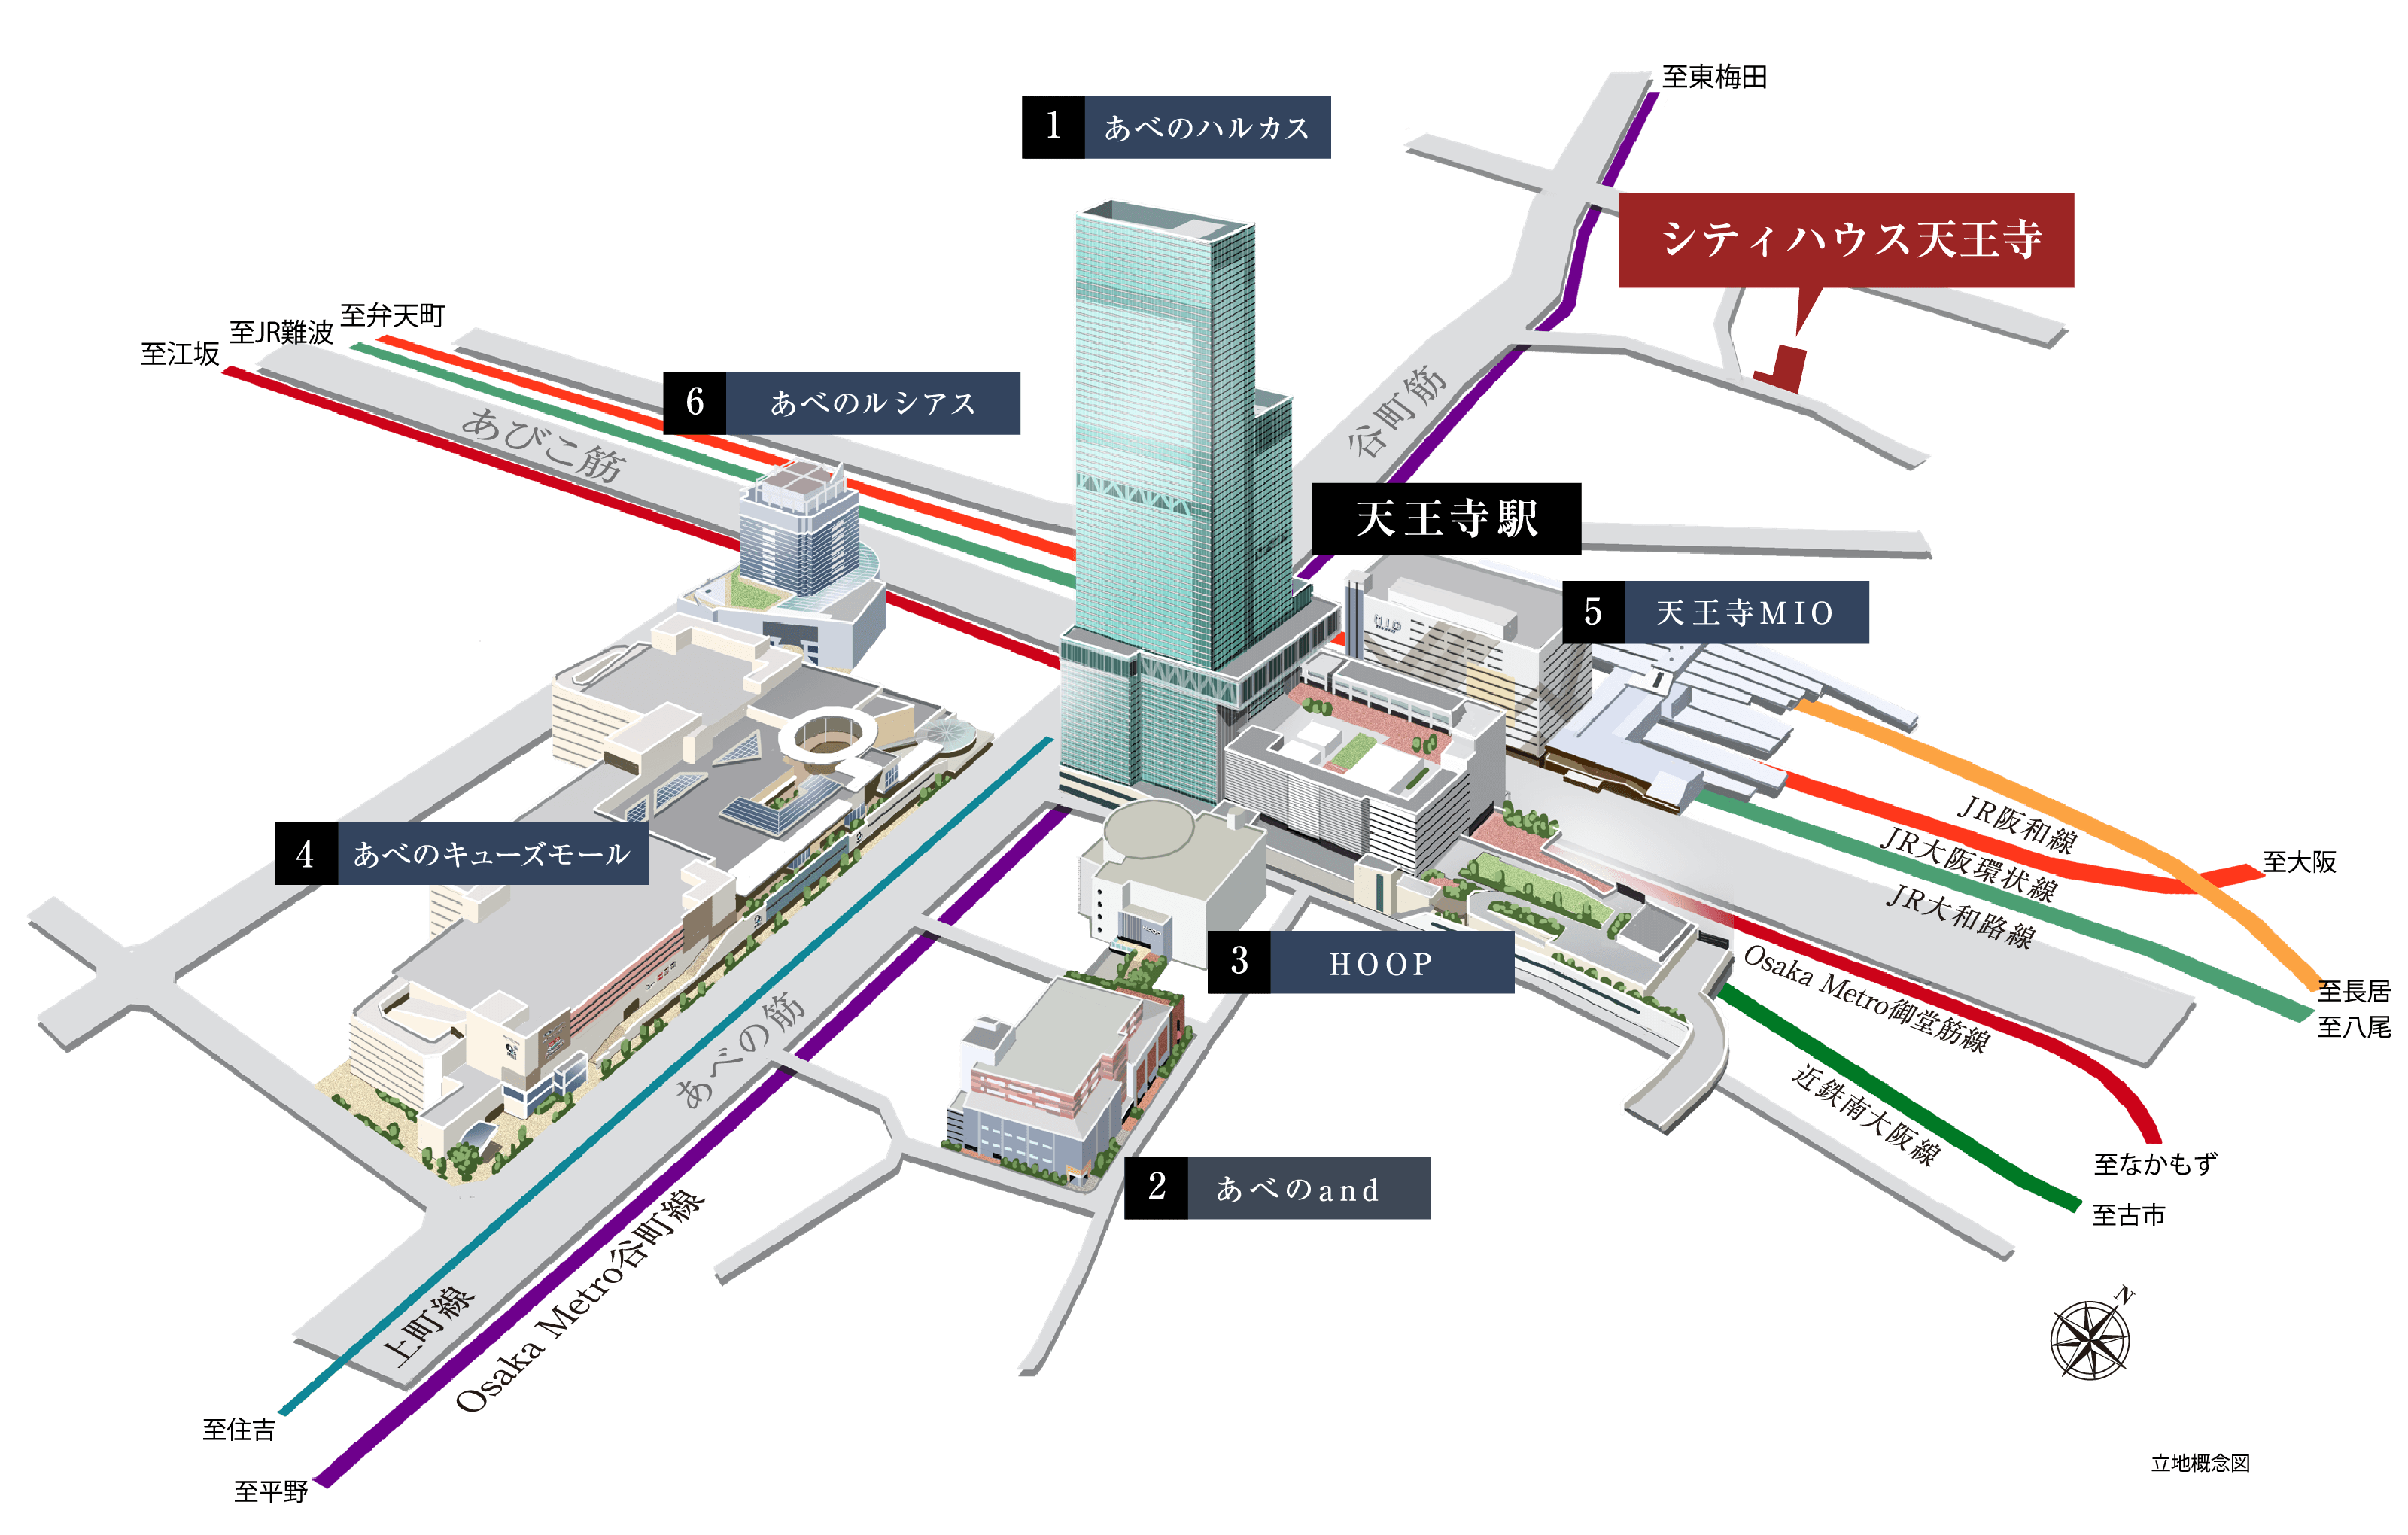 至東梅田
1 あべのハルカス
シティハウス天王寺
至弁天町
至JR難波
至江坂
6 あべのルシアス
あびこ筋
谷町筋
天王寺駅
5 天王寺MIO
MIO
JR阪和線
JR大阪環状線
JR大和路線
至大阪
4 あべのキューズモール
3 HOOP
Osaka Metro御堂筋線
至長居
至八尾
あべの筋
近鉄南大阪線
至なかもず
2 あべのand
至古市
Osaka Metro谷町線
上町線
N
至住吉
至平野
立地概念図